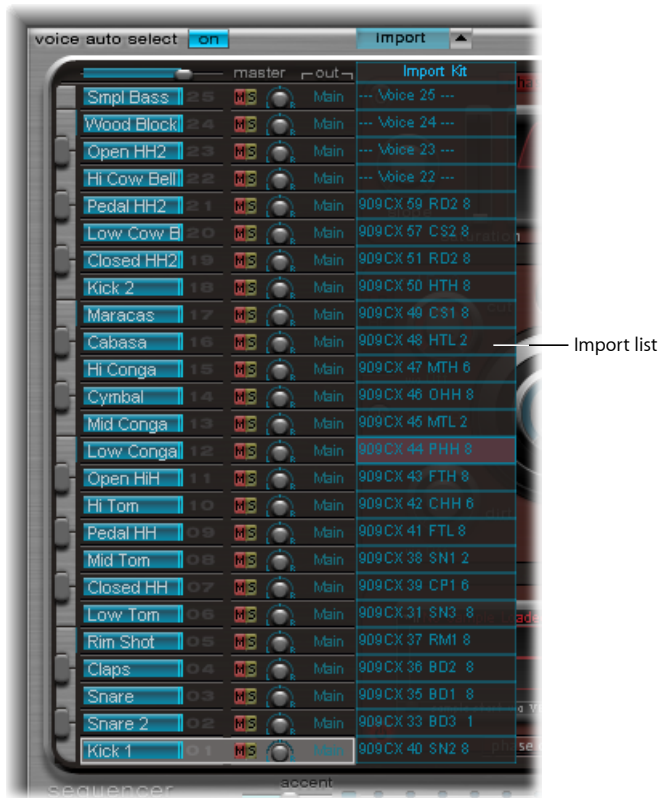 voice auto select on Import
master out Import Kit
Smpl Bass 25 M S Main --- Voice 25 ---
Wood Block 24 M S Main --- Voice 24 ---
Open HH2 23 M S Main --- Voice 23 ---
Hi Cow Bell 22 M S Main --- Voice 22 ---
Pedal HH2 21 M S Main 909CX 59 RD2 8
Low Cow B 20 M S Main 909CX 57 CS2 8
Closed HH2 19 M S Main 909CX 51 RD2 8
Kick 2 18 M S Main 909CX 50 HTH 8
Maracas 17 M S Main 909CX 49 CS1 8
Cabasa 16 M S Main 909CX 48 HTL 2
Import list
Hi Conga 15 M S Main 909CX 47 MTH 6
Cymbal 14 M S Main 909CX 46 OHH 8
Mid Conga 13 M S Main 909CX 45 MTL 2
Low Conga 12 M S Main 909CX 44 PHH 8
Open HiH 11 M S Main 909CX 43 FTH 8
Hi Tom 10 M S Main 909CX 42 CHH 6
Pedal HH 09 M S Main 909CX 41 FTL 8
Mid Tom 08 M S Main 909CX 38 SN1 2
Closed HH 07 M S Main 909CX 39 CP1 6
Low Tom 06 M S Main 909CX 31 SN3 8
Rim Shot 05 M S Main 909CX 37 RM1 8
Claps 04 M S Main 909CX 36 BD2 8
Snare 03 M S Main 909CX 35 BD1 8
Snare 2 02 M S Main 909CX 33 BD3 1
Kick 1 01 M S Main 909CX 40 SN2 8
sequencer accent